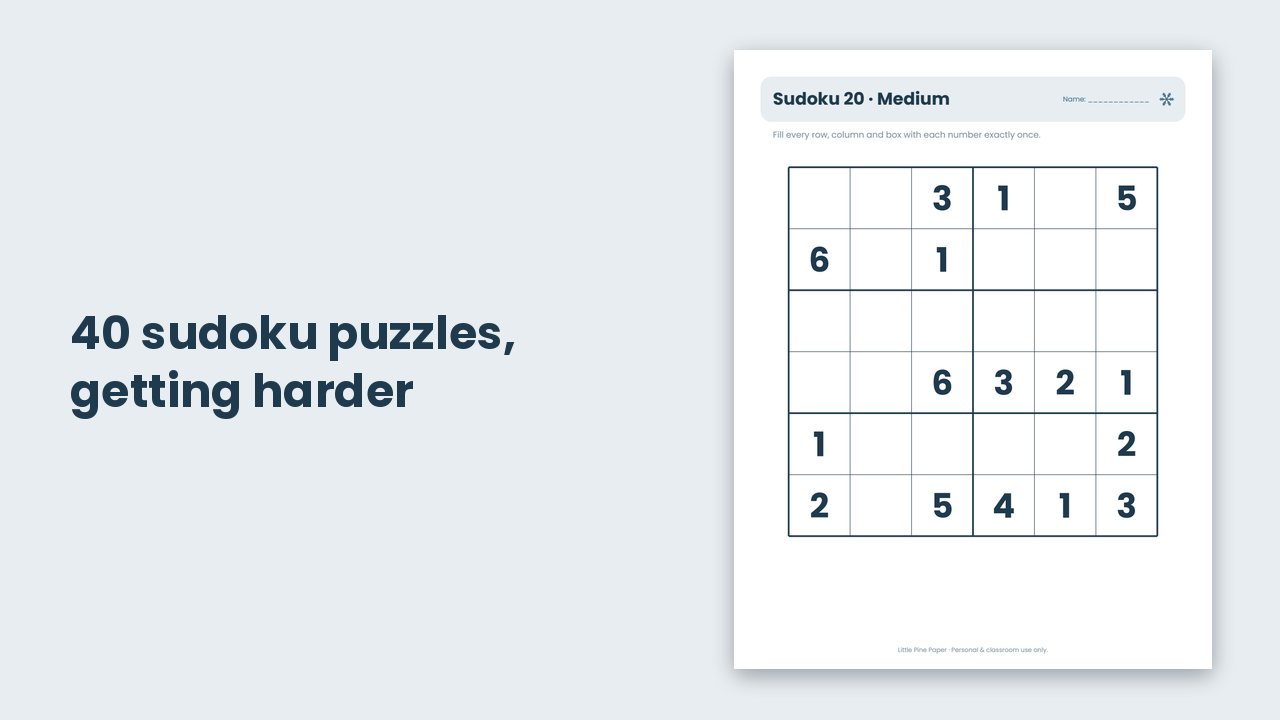 40 sudoku puzzles,
getting harder
Sudoku 20 · Medium
Name: ____________
Fill every row, column and box with each number exactly once.
3 1 5
6 1
6 3 2 1
1 2
2 5 4 1 3
Little Pine Paper · Personal & classroom use only.